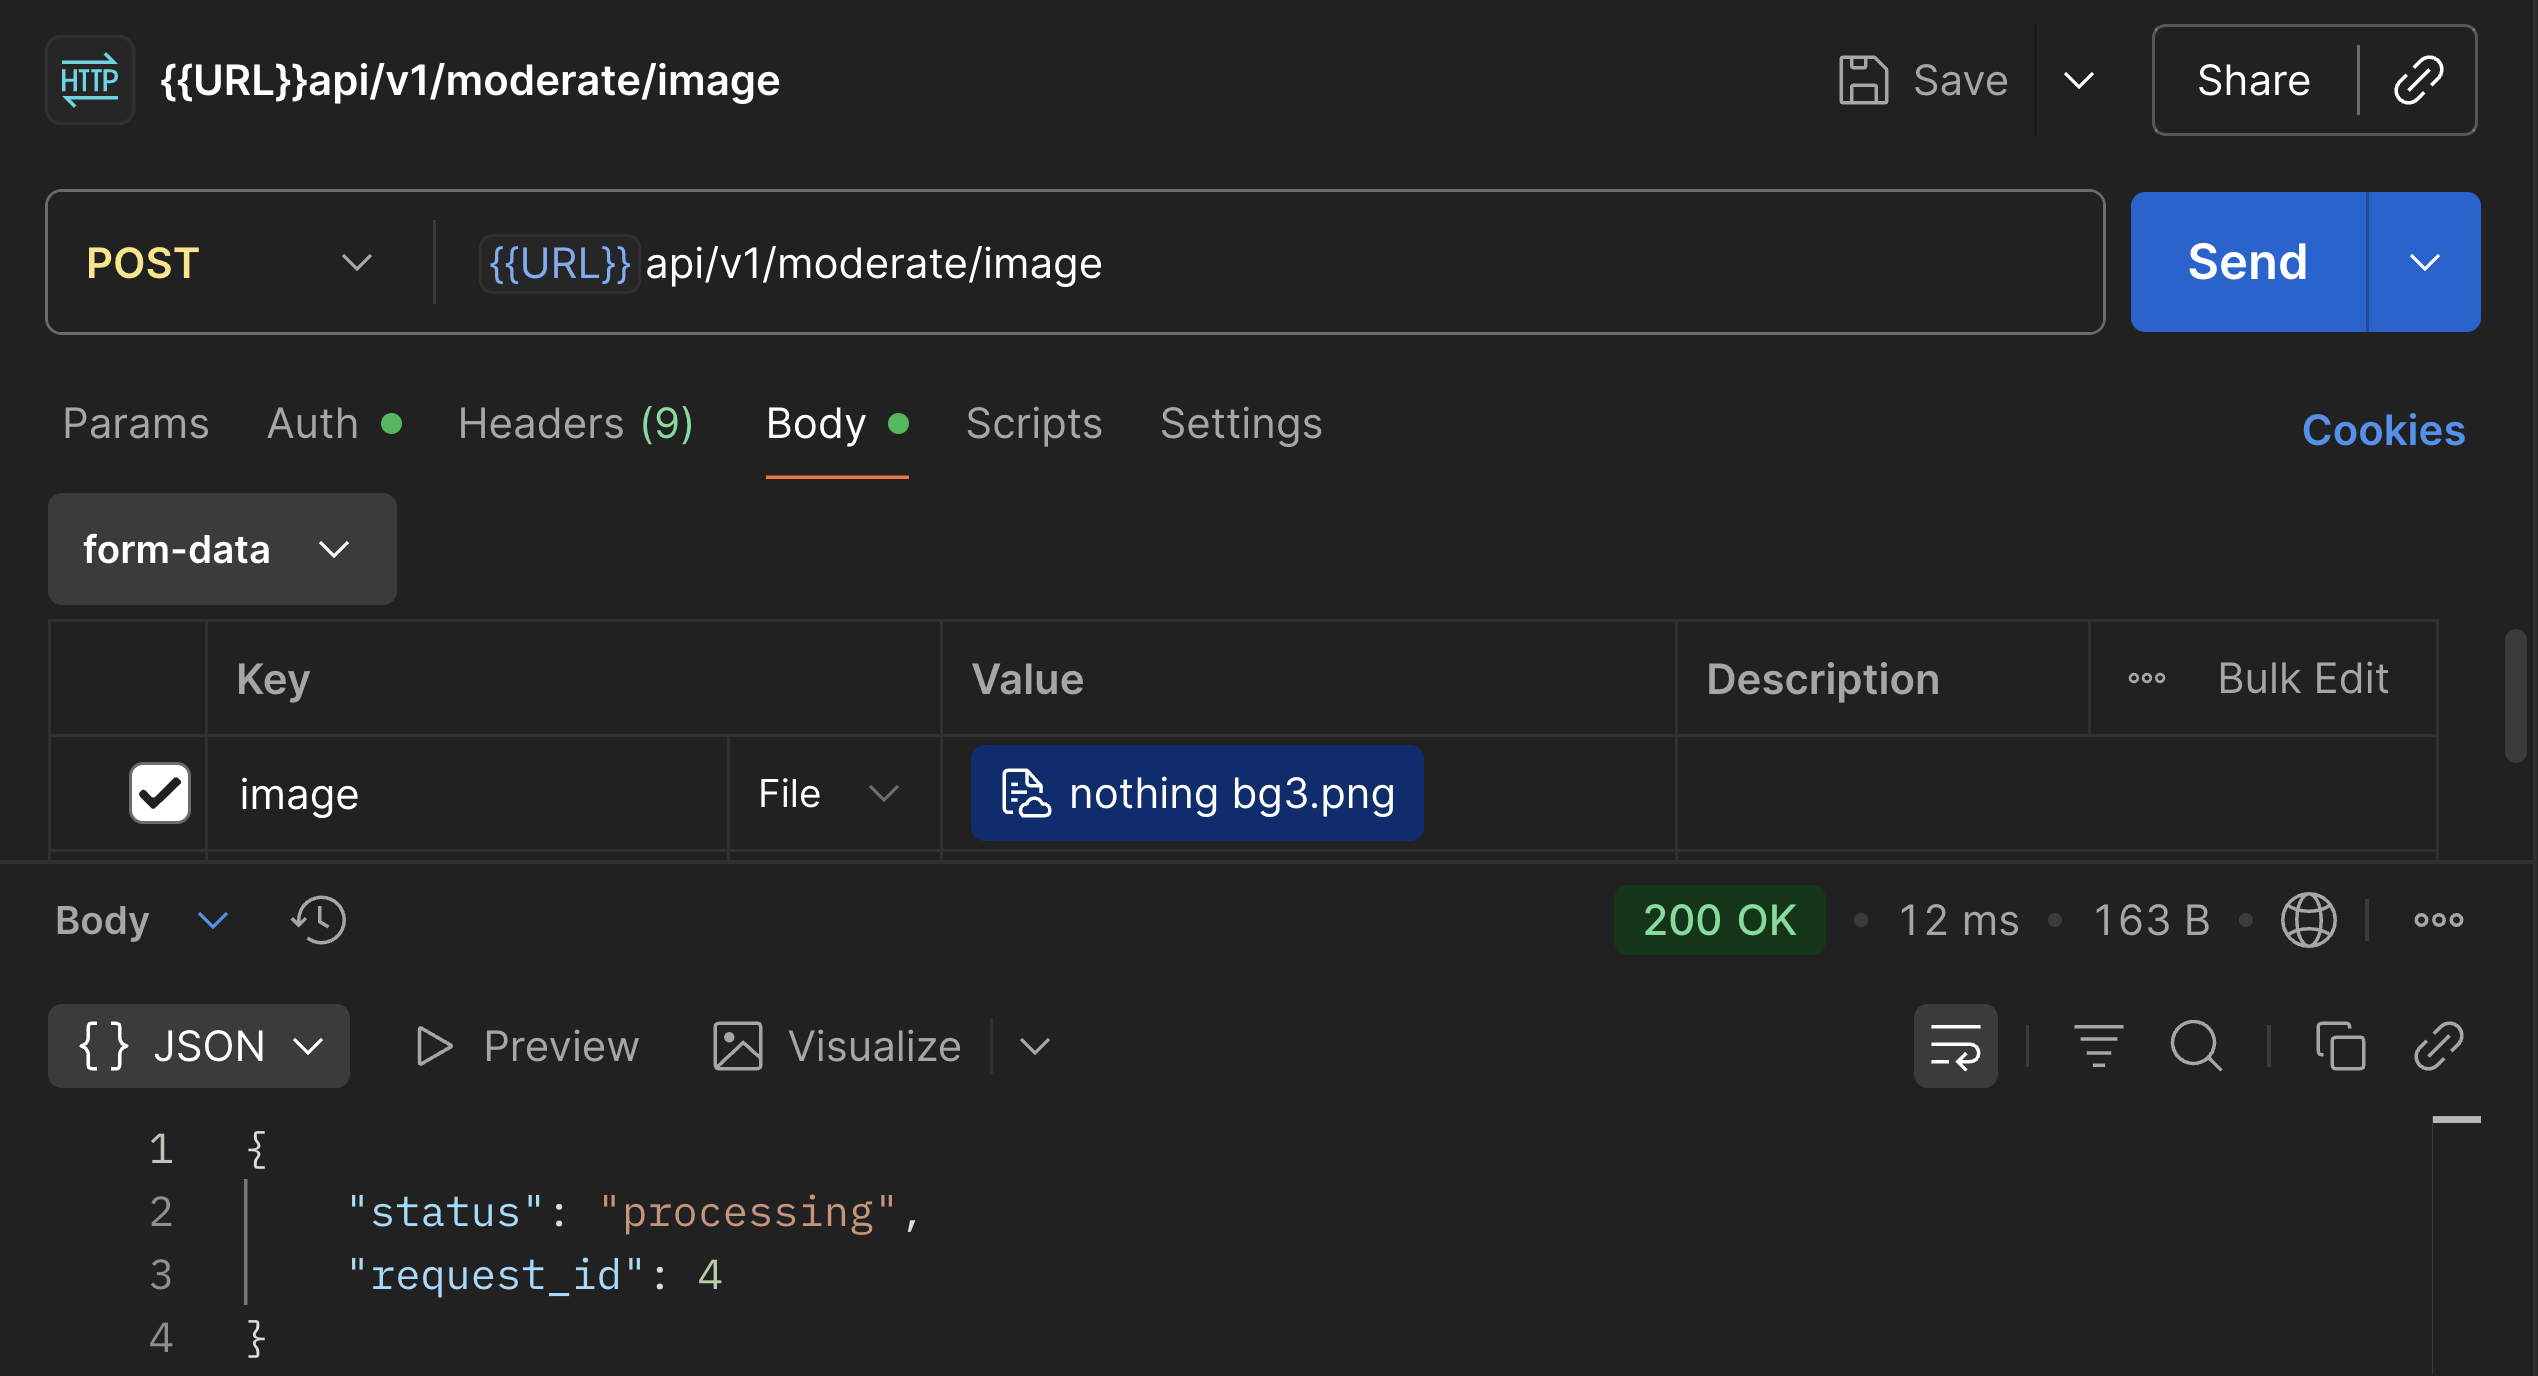 HTTP {{URL}}api/v1/moderate/image Save Share
POST {{URL}} api/v1/moderate/image Send
Params Auth Headers (9) Body Scripts Settings Cookies
form-data
Key Value Description Bulk Edit
image File nothing bg3.png
Body 200 OK • 12 ms • 163 B •
{} JSON Preview Visualize
1 {
2 "status": "processing",
3 "request_id": 4
4 }